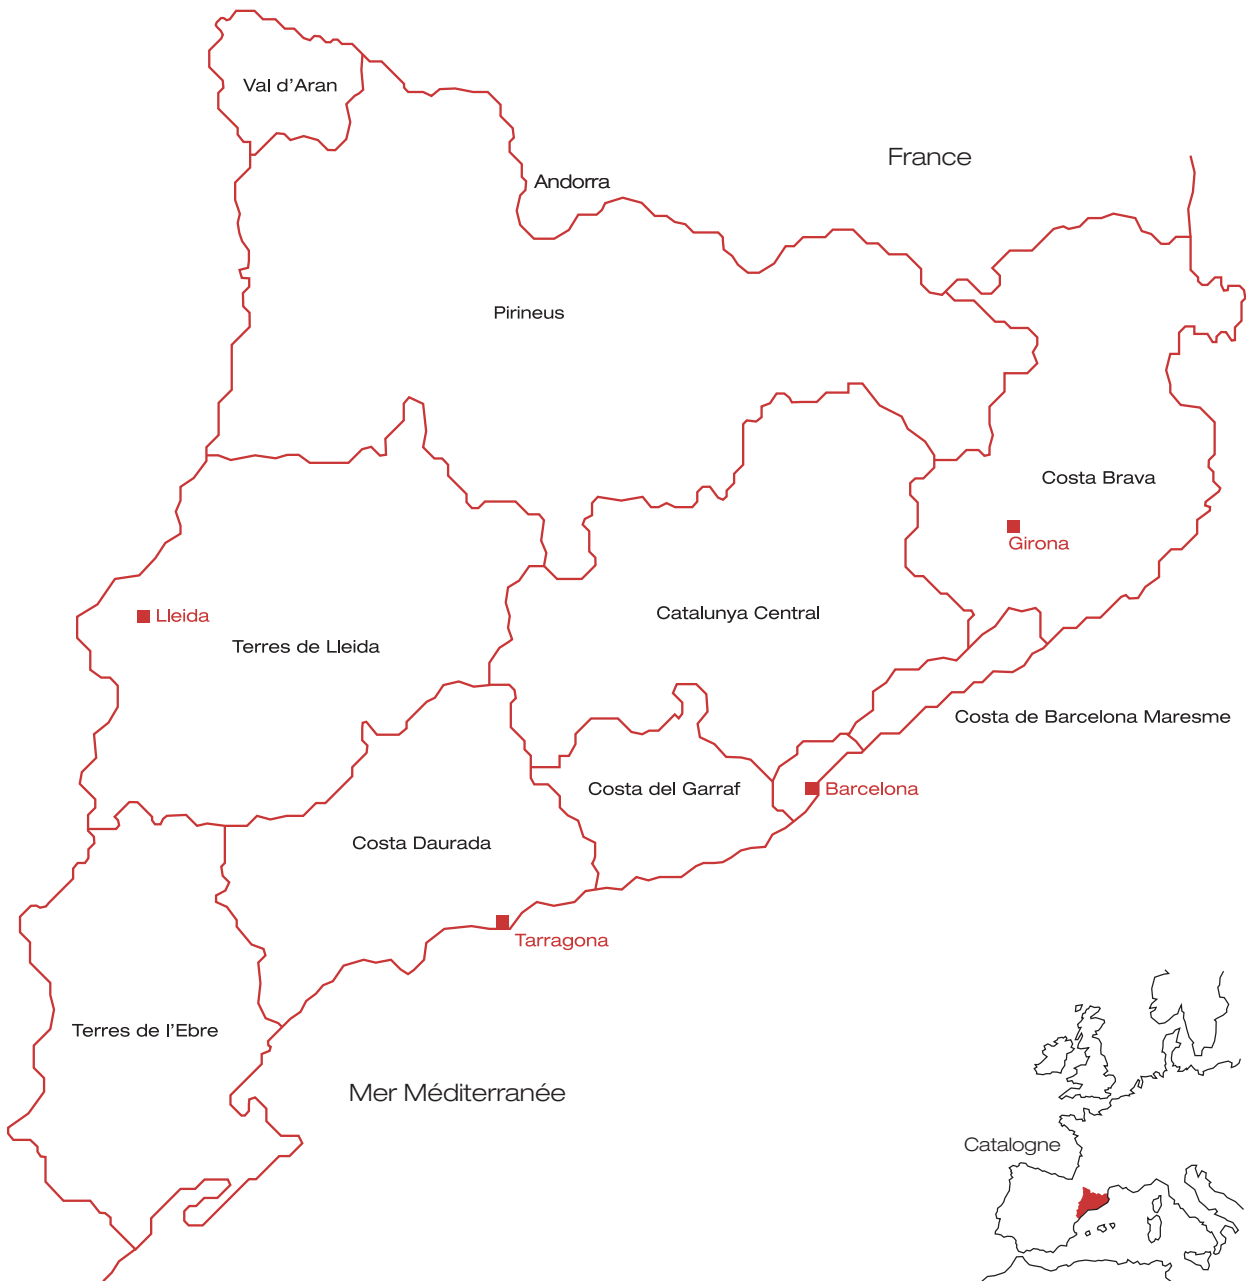 Val d'Aran
France
Andorra
Pirineus
Costa Brava
Girona
Lleida
Catalunya Central
Terres de Lleida
Costa de Barcelona Maresme
Costa del Garraf
Barcelona
Costa Daurada
Tarragona
Terres de l'Ebre
Mer Méditerranée
Catalogne